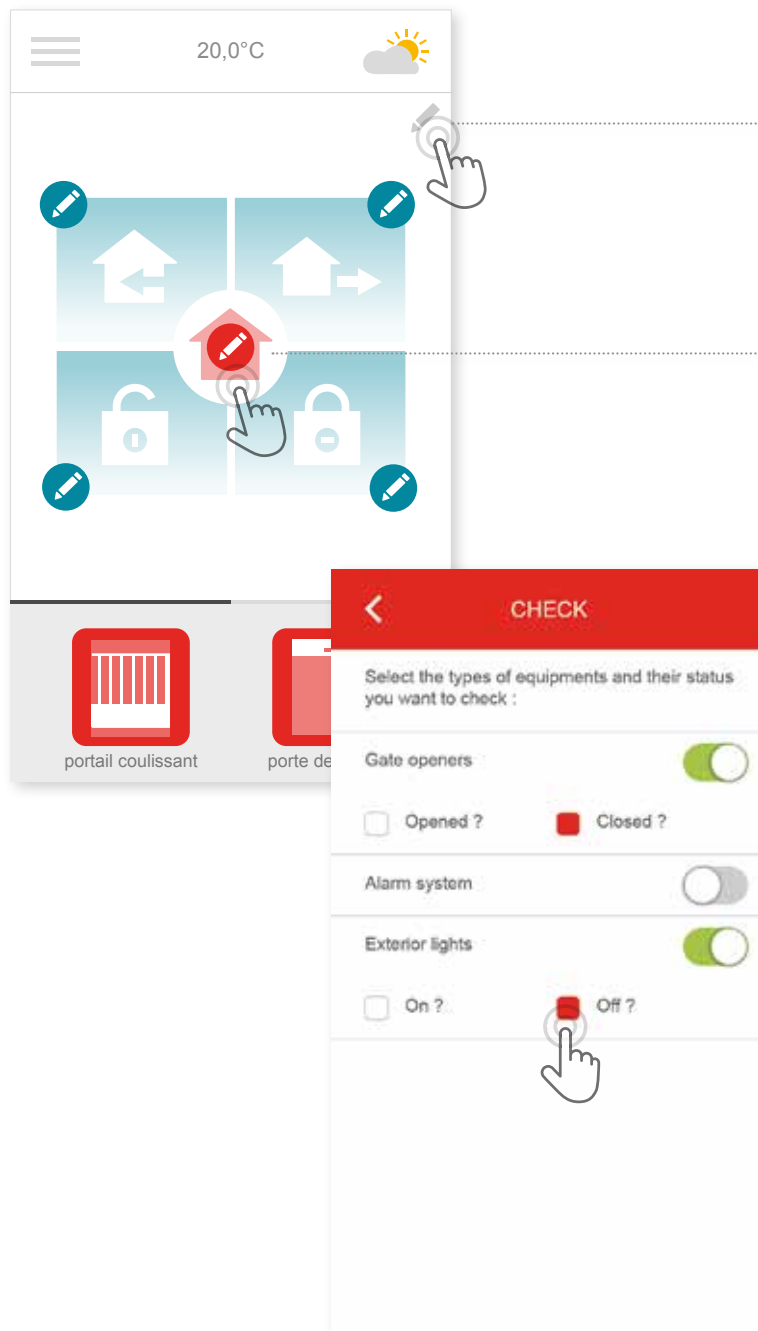 20,0°C
portail coulissant
porte de
CHECK
Select the types of equipments and their status
you want to check :
Gate openers
Opened ?
Closed ?
Alarm system
Exterior lights
On ?
Off ?